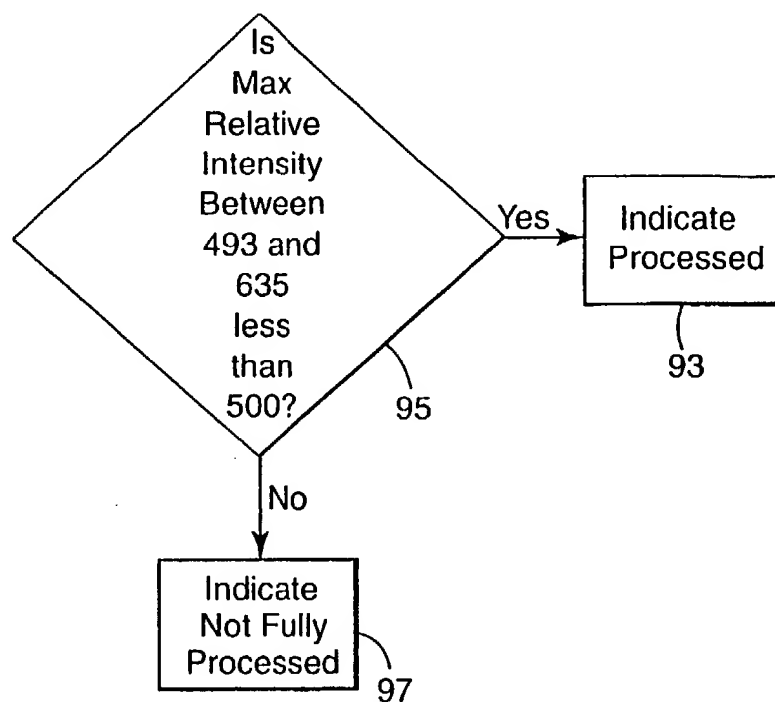 Is
Max
Relative
Intensity
Between
493 and
635
less
than
500?
Yes
Indicate
Processed
93
95
No
Indicate
Not Fully
Processed
97